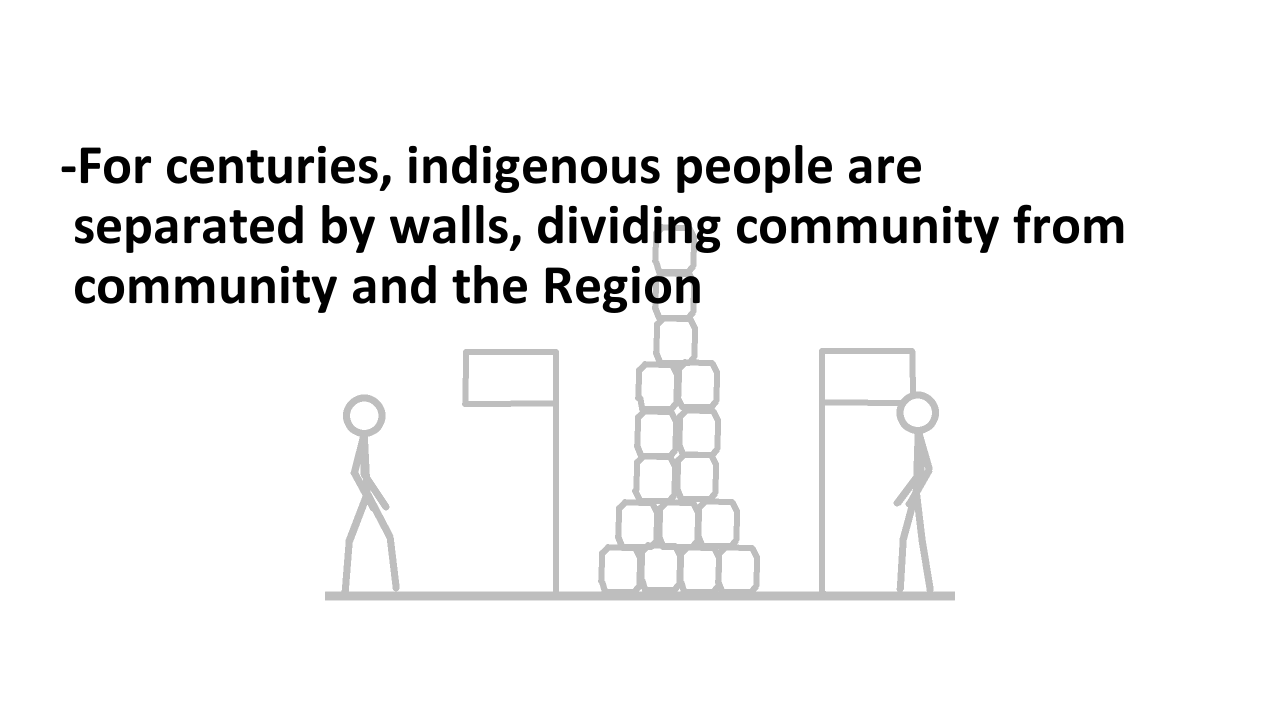 -For centuries, indigenous people are
separated by walls, dividing community from
community and the Region